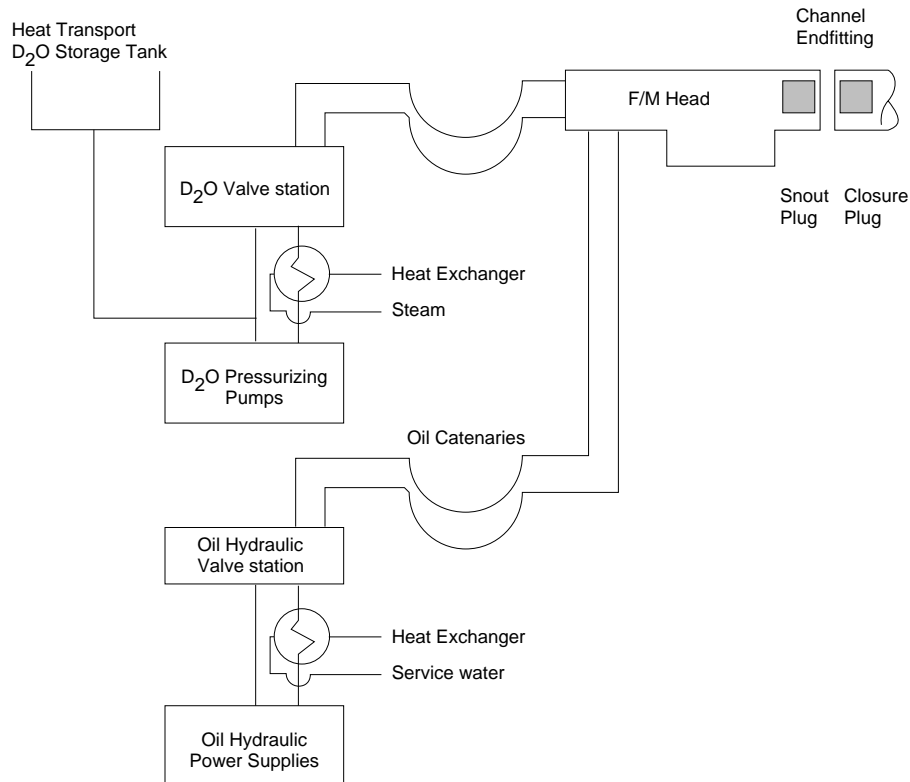 Heat Transport
D2O Storage Tank
Channel
Endfitting
F/M Head
D2O Valve station
Snout
Plug
Closure
Plug
Heat Exchanger
Steam
D2O Pressurizing
Pumps
Oil Catenaries
Oil Hydraulic
Valve station
Heat Exchanger
Service water
Oil Hydraulic
Power Supplies